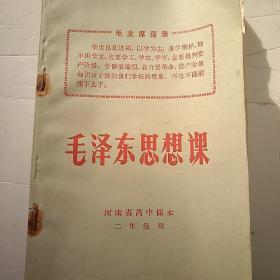 毛主席语录
学生也是这样，以学为主，兼学别样，即
不但学文，也要学工、学农、学军，也要批判资
产阶级。学制要缩短，教育要革命，资产阶级
知识分子统治我们学校的现象，再也不能继
续下去了。
毛泽东思想课
河南省高中课本
二年级用